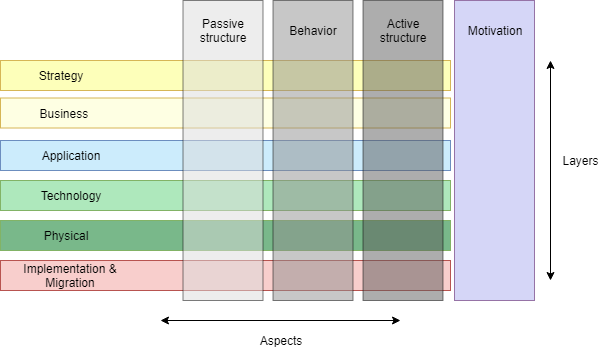 Passive
structure
Behavior
Active
structure
Motivation
Strategy
Business
Application
Technology
Physical
Implementation &
Migration
Layers
Aspects